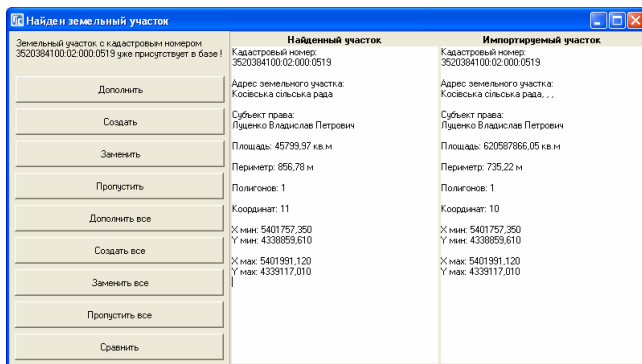 Найден земельный участок
Земельный участок с кадастровым номером
3520384100:02:000:0519 уже присутствует в базе !
Дополнить
Создать
Заменить
Пропустить
Дополнить все
Создать все
Заменить все
Пропустить все
Сравнить
Найденный участок
Кадастровый номер:
3520384100:02:000:0519
Адрес земельного участка:
Косівська сільська рада
Субъект права:
Луценко Владислав Петрович
Площадь: 45799,97 кв.м
Периметр: 856,78 м
Полигонов: 1
Координат: 11
X мин: 5401757,350
Y мин: 4338859,610
X мах: 5401991,120
Y мах: 4339117,010
Импортируемый участок
Кадастровый номер:
3520384100:02:000:0519
Адрес земельного участка:
Косівська сільська рада, , ,
Субъект права:
Луценко Владислав Петрович
Площадь: 620587866,05 кв.м
Периметр: 735,22 м
Полигонов: 1
Координат: 10
X мин: 5401757,350
Y мин: 4338859,610
X мах: 5401991,120
Y мах: 4339117,010